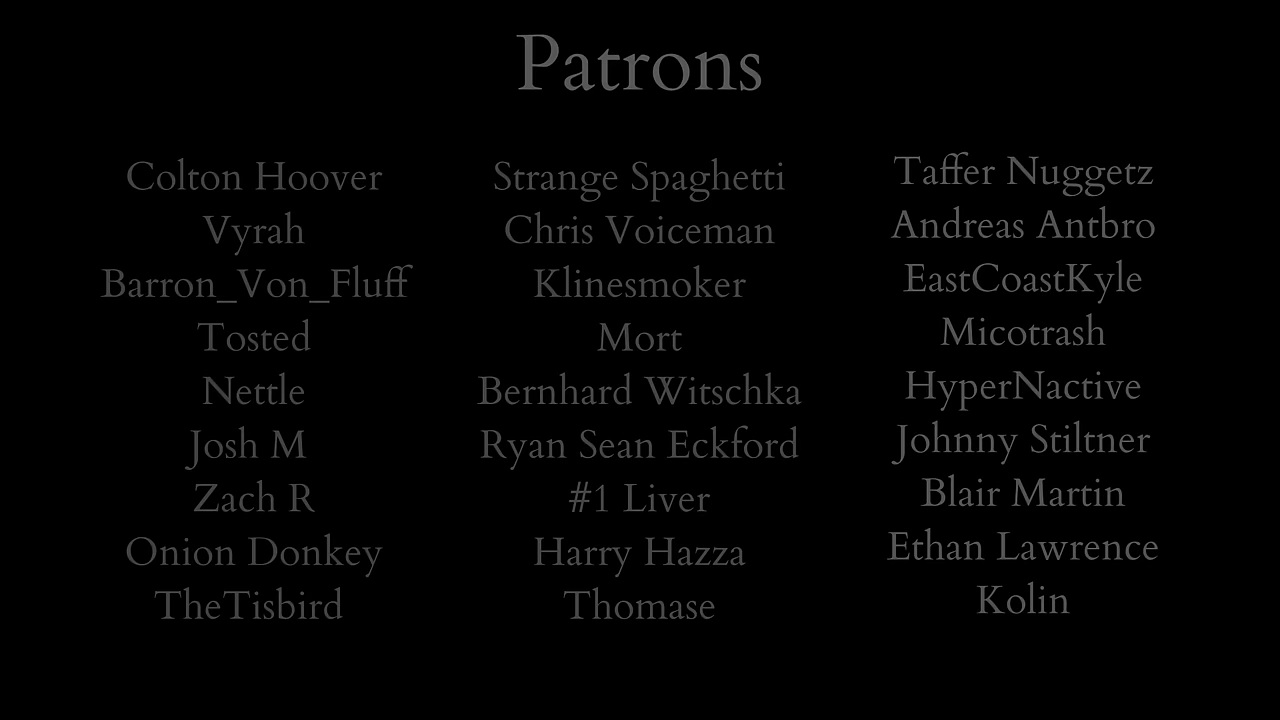 Patrons
Colton Hoover
Vyrah
Barron_Von_Fluff
Tosted
Nettle
Josh M
Zach R
Onion Donkey
TheTisbird
Strange Spaghetti
Chris Voiceman
Klinesmoker
Mort
Bernhard Witschka
Ryan Sean Eckford
#1 Liver
Harry Hazza
Thomase
Taffer Nuggetz
Andreas Antbro
EastCoastKyle
Micotrash
HyperNactive
Johnny Stiltner
Blair Martin
Ethan Lawrence
Kolin